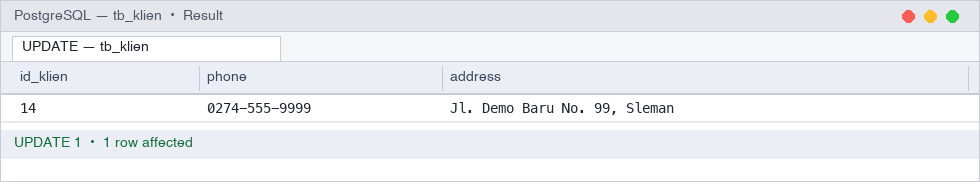 PostgreSQL — tb_klien • Result
UPDATE — tb_klien
id_klien phone address
14 0274−555−9999 Jl. Demo Baru No. 99, Sleman
UPDATE 1 • 1 row affected